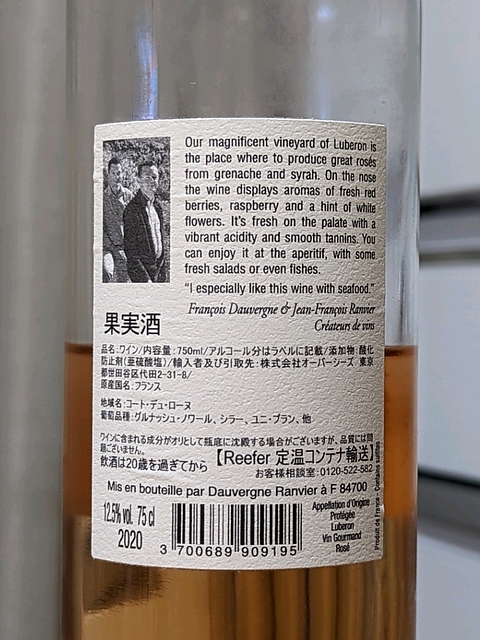 Our magnificent vineyard of Luberon is
the place where to produce great rosés
from grenache and syrah. On the nose
the wine displays aromas of fresh red
berries, raspberry and a hint of white
flowers. It's fresh on the palate with a
vibrant acidity and smooth tannins. You
can enjoy it at the aperitif, with some
fresh salads or even fishes.
"I especially like this wine with seafood."
François Dauvergne & Jean-François Ranvier
Créateurs de vins
果実酒
品名:ワイン/内容量:750ml/アルコール分はラベルに記載/添加物:酸化
防止剤(亜硫酸塩)/輸入者及び引取先:株式会社オーバーシーズ 東京
都世田谷区代田2-31-8/
原産国名:フランス
地域名:コート・デュ・ローヌ
葡萄品種:グルナッシュ・ノワール、シラー、ユニ・ブラン、他
ワインに含まれる成分がオリとして瓶底に沈殿する場合がございますが、品質には問
題ございません。
飲酒は20歳を過ぎてから
【Reefer 定温コンテナ輸送】
お客様相談室:0120-522-582
Mis en bouteille par Dauvergne Ranvier à F 84700
12.5% vol. 75 cl
2020
3 700689 909195
Appellation d'Origine
Protégée
Luberon
Vin Gourmand
Rosé
Produit de France - Contains sulfites